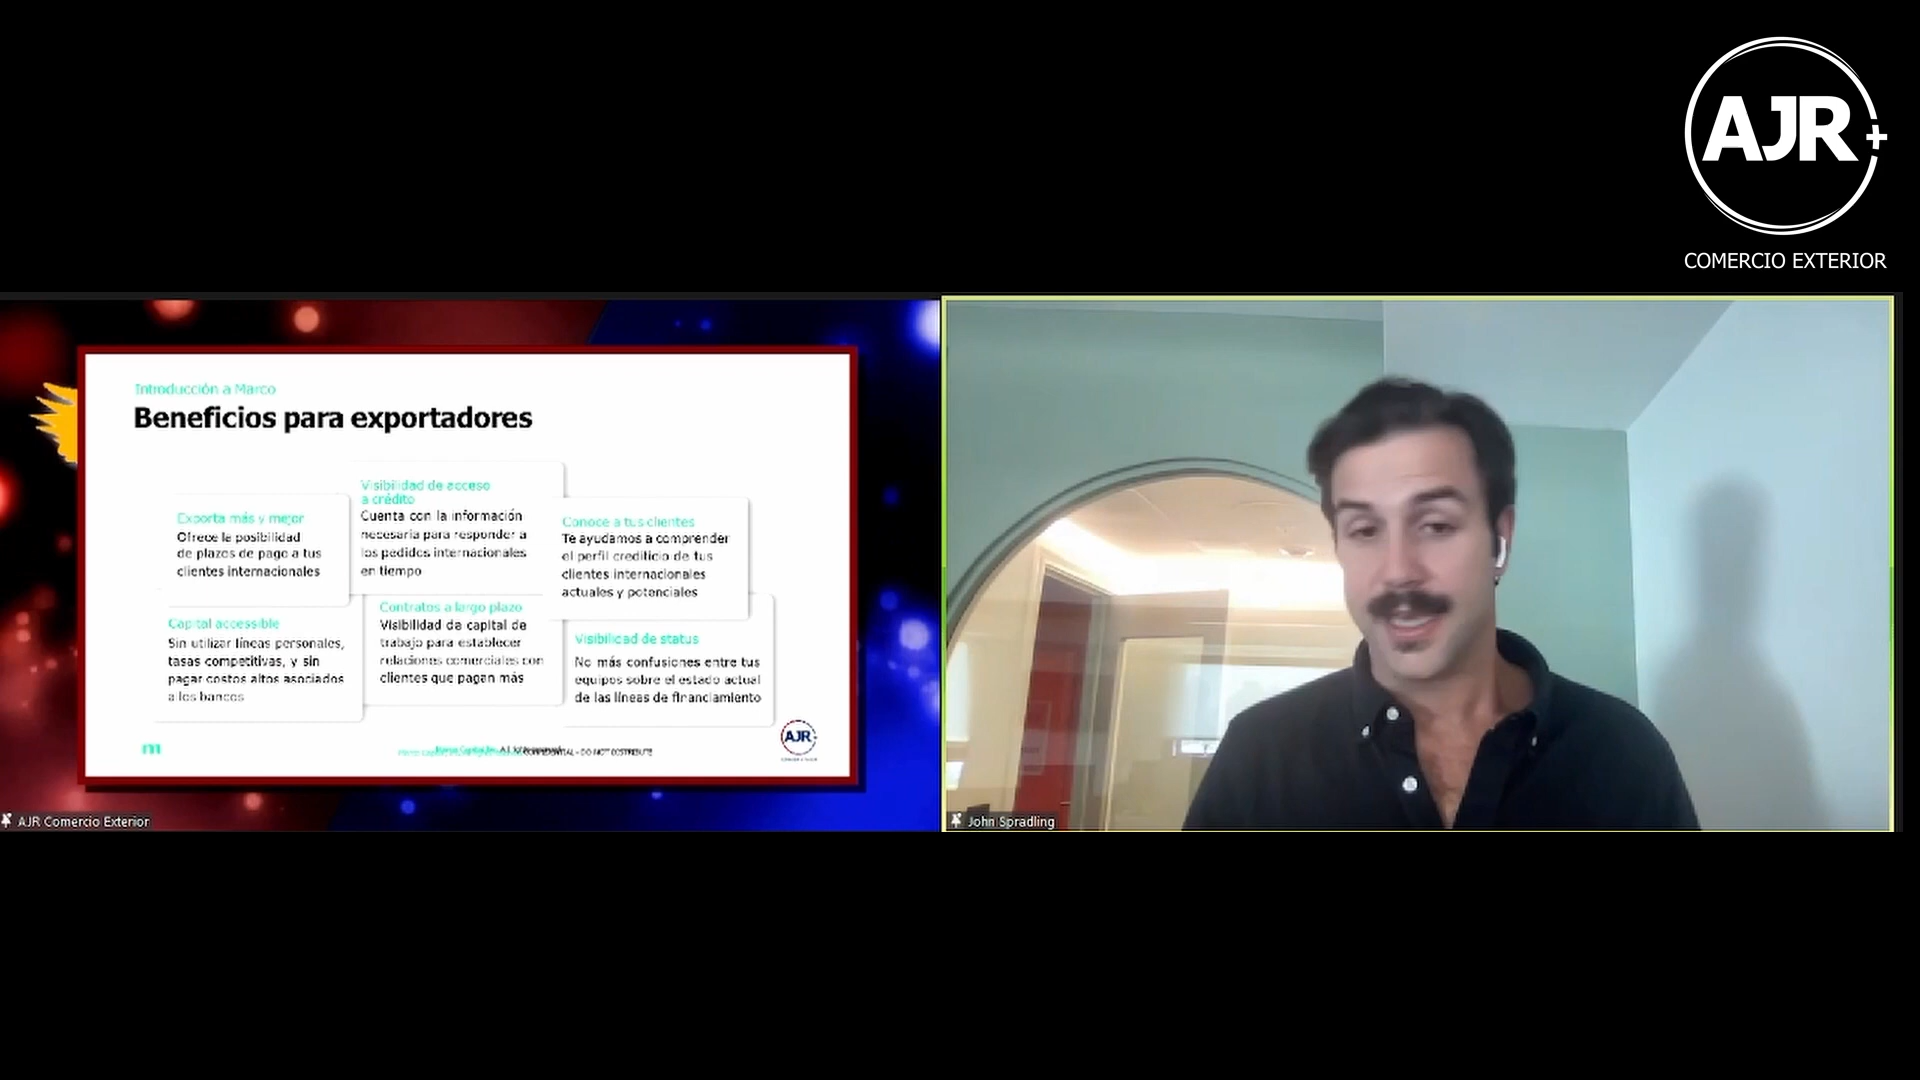 AJR+
COMERCIO EXTERIOR
Introducción a Marco
Beneficios para exportadores
Exporta más y mejor
Ofrece la posibilidad
de plazos de pago a tus
clientes internacionales
Visibilidad de acceso
a crédito
Cuenta con la información
necesaria para responder a
los pedidos internacionales
en tiempo
Conoce a tus clientes
Te ayudamos a comprender
el perfil crediticio de tus
clientes internacionales
actuales y potenciales
Capital accessible
Sin utilizar líneas personales,
tasas competitivas, y sin
pagar costos altos asociados
a los bancos
Contratos a largo plazo
Visibilidad de capital de
trabajo para establecer
relaciones comerciales con
clientes que pagan más
Visibilidad de status
No más confusiones entre tus
equipos sobre el estado actual
de las líneas de financiamiento
m
CONFIDENTIAL - DO NOT DISTRIBUTE
AJR+
AJR Comercio Exterior
John Spradling